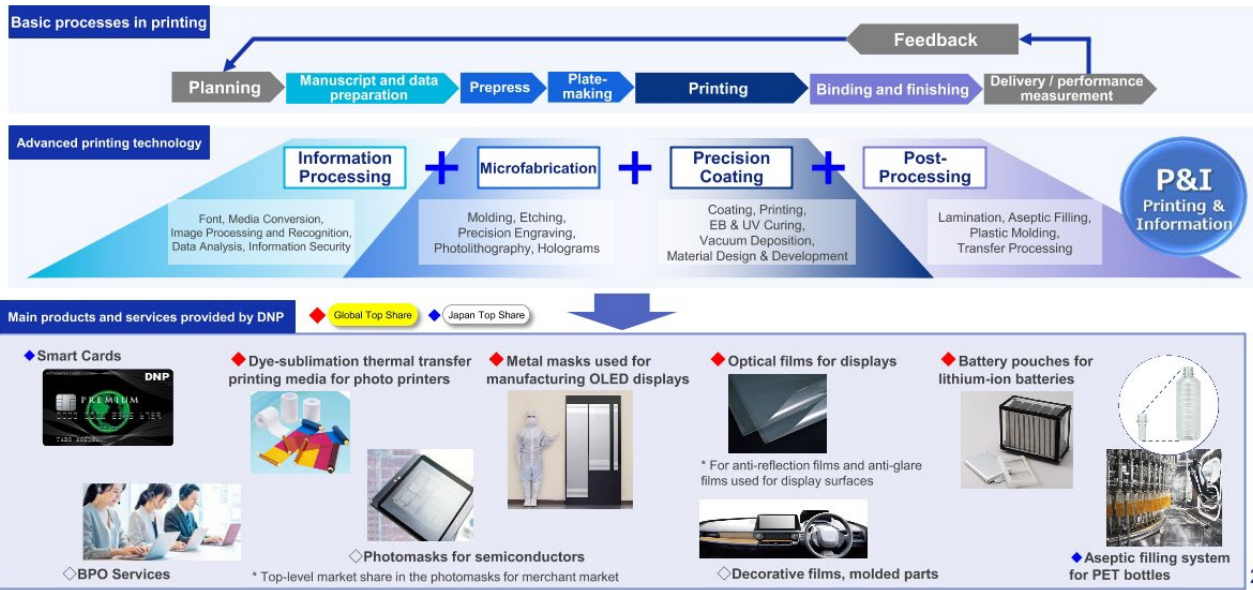 Basic processes in printing
Feedback
Planning
Manuscript and data
preparation
Prepress
Plate-
making
Printing
Binding and finishing
Delivery / performance
measurement
Advanced printing technology
Information
Processing
Microfabrication
Precision
Coating
Post-
Processing
Font, Media Conversion,
Image Processing and Recognition,
Data Analysis, Information Security
Molding, Etching,
Precision Engraving,
Photolithography, Holograms
Coating, Printing,
EB & UV Curing,
Vacuum Deposition,
Material Design & Development
Lamination, Aseptic Filling,
Plastic Molding,
Transfer Processing
P&I
Printing &
Information
Main products and services provided by DNP
Global Top Share
Japan Top Share
Smart Cards
DNP
PREMIUM
Dye-sublimation thermal transfer
printing media for photo printers
Metal masks used for
manufacturing OLED displays
Optical films for displays
* For anti-reflection films and anti-glare
films used for display surfaces
Battery pouches for
lithium-ion batteries
BPO Services
Photomasks for semiconductors
* Top-level market share in the photomasks for merchant market
Decorative films, molded parts
Aseptic filling system
for PET bottles